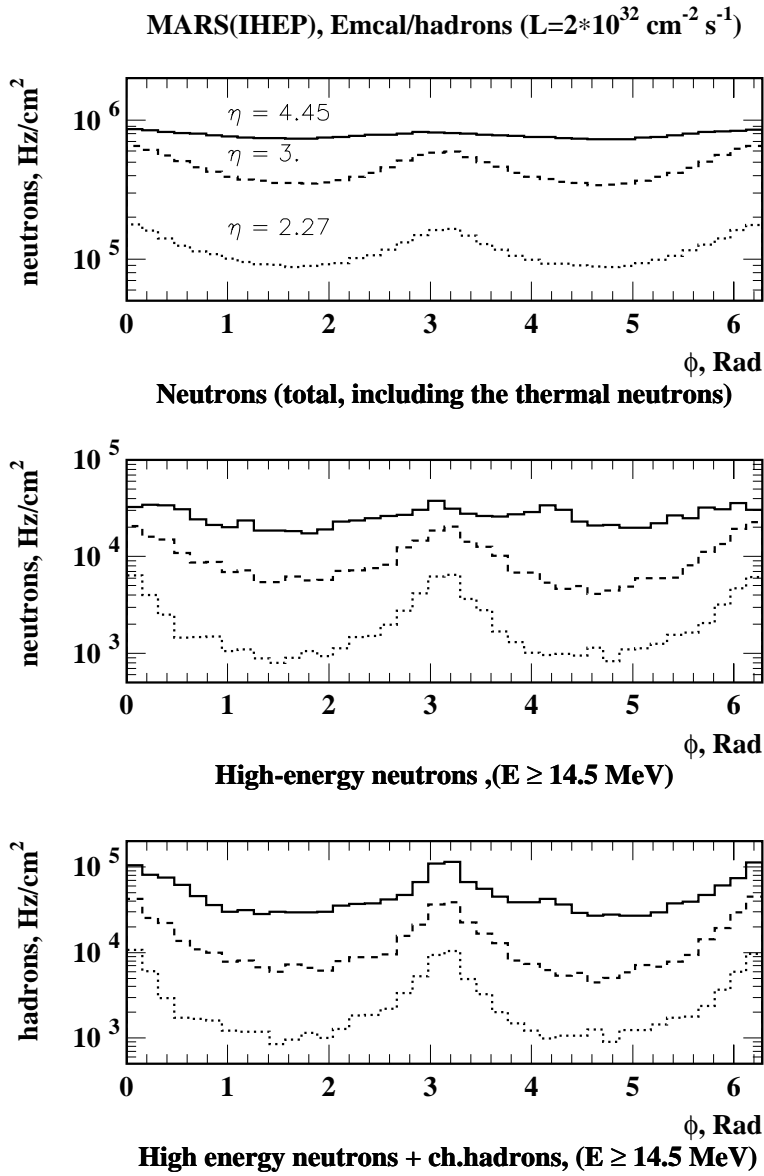 MARS(IHEP), Emcal/hadrons (L=2*10^32 cm^-2 s^-1)
neutrons, Hz/cm^2
10^6
10^5
η = 4.45
η = 3.
η = 2.27
0 1 2 3 4 5 6
ϕ, Rad
Neutrons (total, including the thermal neutrons)
neutrons, Hz/cm^2
10^5
10^4
10^3
0 1 2 3 4 5 6
ϕ, Rad
High-energy neutrons ,(E ≥ 14.5 MeV)
hadrons, Hz/cm^2
10^5
10^4
10^3
0 1 2 3 4 5 6
ϕ, Rad
High energy neutrons + ch.hadrons, (E ≥ 14.5 MeV)